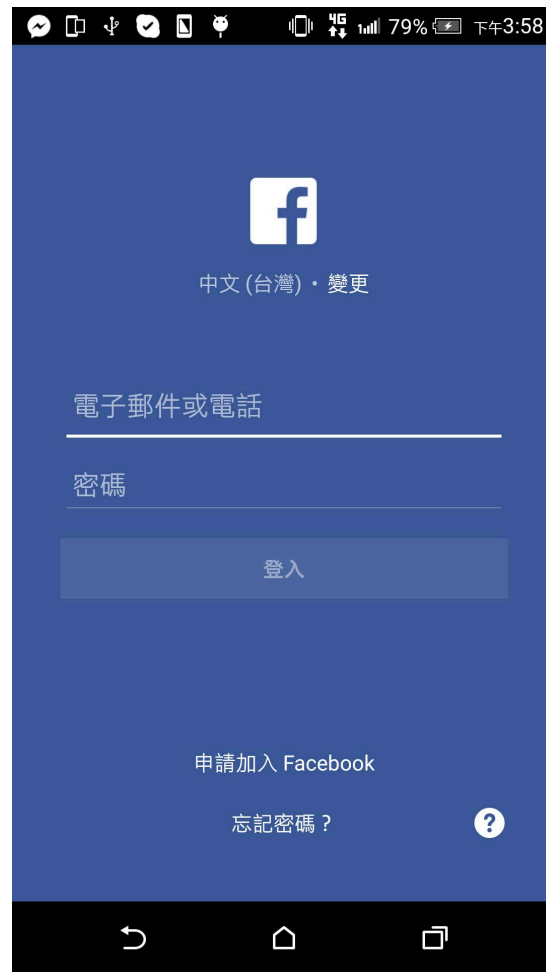 4G 79% 下午3:58
中文 (台灣) · 變更
電子郵件或電話
密碼
登入
申請加入 Facebook
忘記密碼？
?